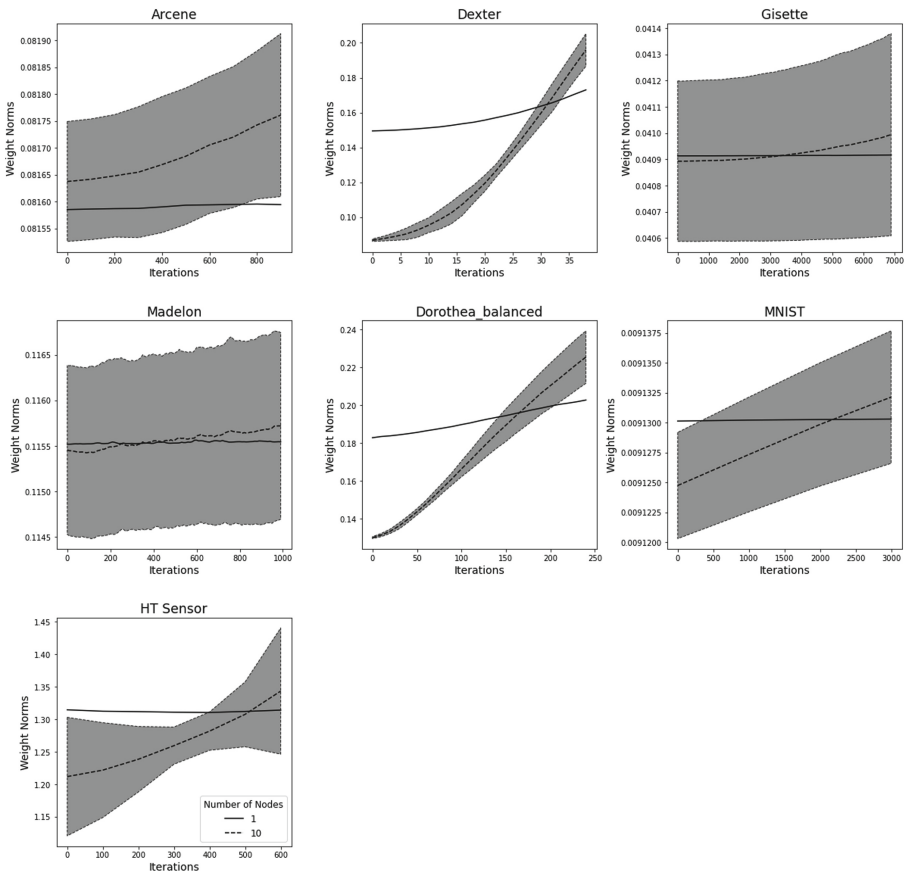 Arcene
Weight Norms
0.08190
0.08185
0.08180
0.08175
0.08170
0.08165
0.08160
0.08155
0 200 400 600 800
Iterations
Dexter
Weight Norms
0.20
0.18
0.16
0.14
0.12
0.10
0 5 10 15 20 25 30 35
Iterations
Gisette
Weight Norms
0.0414
0.0413
0.0412
0.0411
0.0410
0.0409
0.0408
0.0407
0.0406
0 1000 2000 3000 4000 5000 6000 7000
Iterations
Madelon
Weight Norms
0.1165
0.1160
0.1155
0.1150
0.1145
0 200 400 600 800 1000
Iterations
Dorothea_balanced
Weight Norms
0.24
0.22
0.20
0.18
0.16
0.14
0 50 100 150 200 250
Iterations
MNIST
Weight Norms
0.0091375
0.0091350
0.0091325
0.0091300
0.0091275
0.0091250
0.0091225
0.0091200
0 500 1000 1500 2000 2500 3000
Iterations
HT Sensor
Weight Norms
1.45
1.40
1.35
1.30
1.25
1.20
1.15
0 100 200 300 400 500 600
Iterations
Number of Nodes
1
10